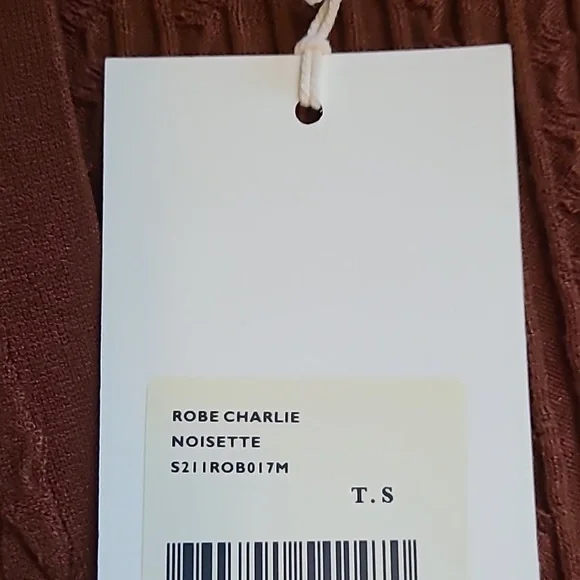 ROBE CHARLIE
NOISETTE
S211ROB017M
T.S